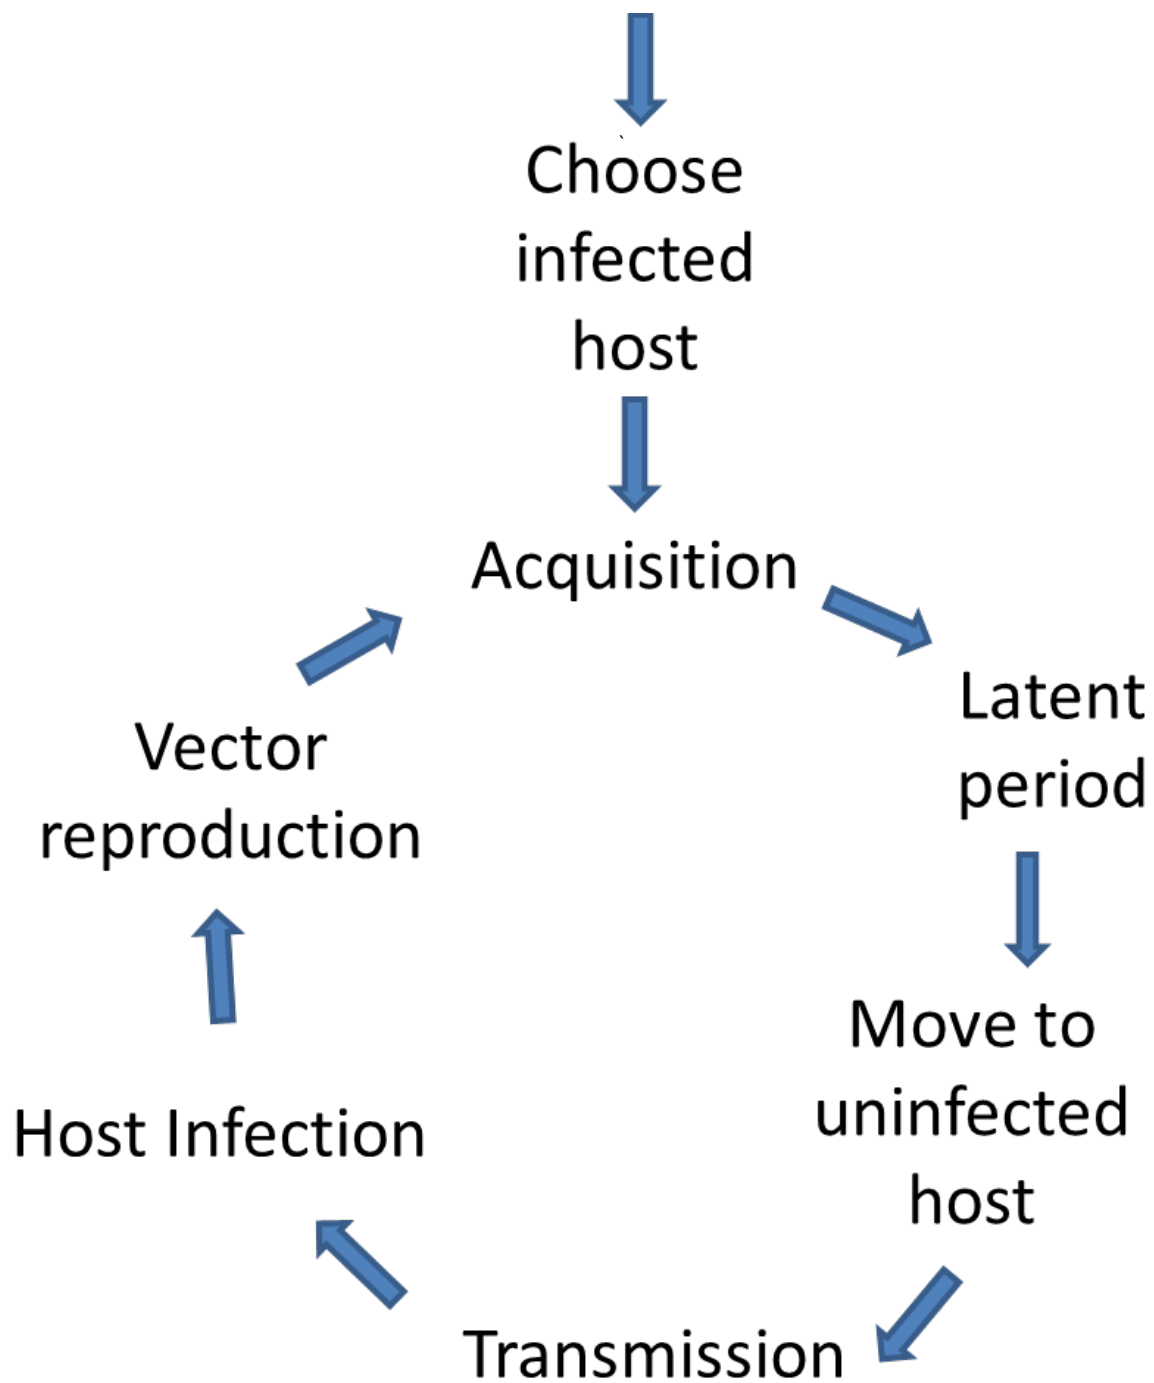 Choose
infected
host
Acquisition
Latent
period
Move to
uninfected
host
Transmission
Host Infection
Vector
reproduction